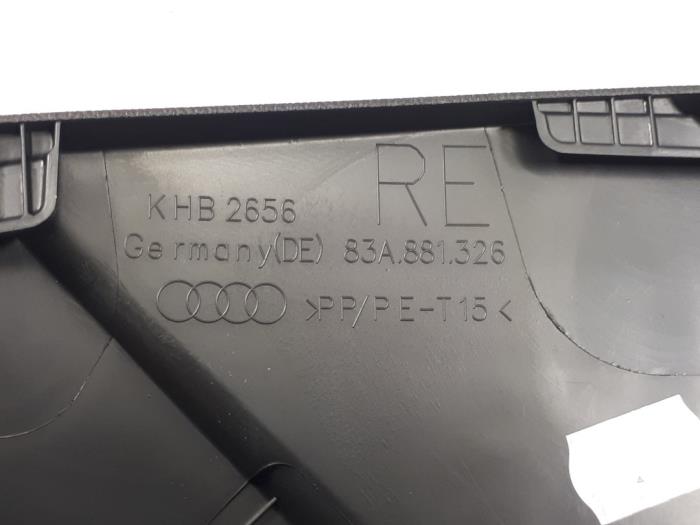 RE
KHB 2656
Germany(DE) 83A.881.326
>PP/PE-T15<